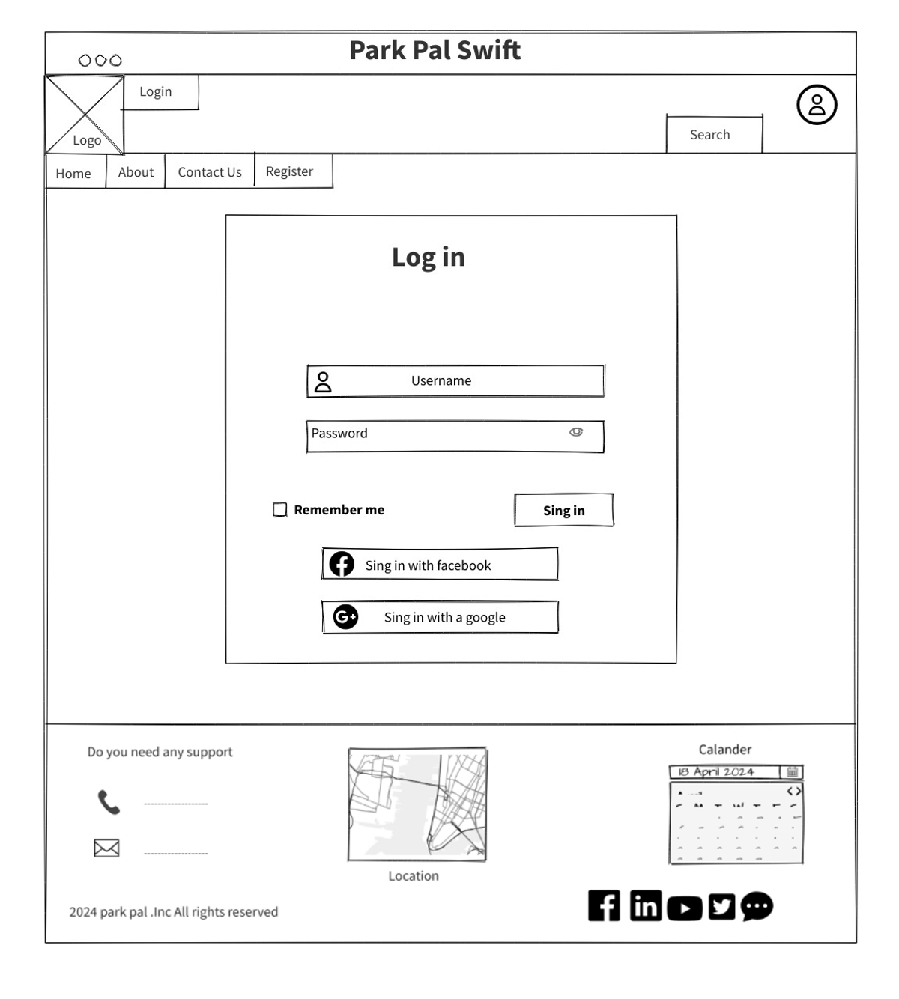 Park Pal Swift
Login
Logo
Search
Home
About
Contact Us
Register
Log in
Username
Password
Remember me
Sing in
Sing in with facebook
Sing in with a google
Do you need any support
Calander
18 April 2024
Location
2024 park pal .Inc All rights reserved